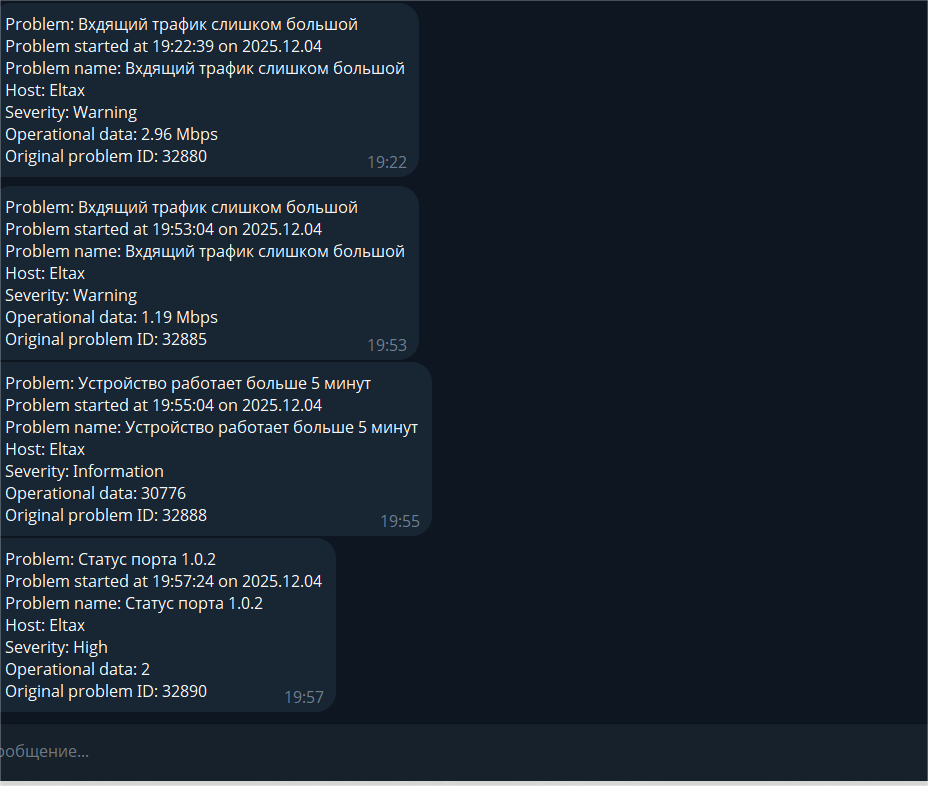 Problem: Вхдящий трафик слишком большой
Problem started at 19:22:39 on 2025.12.04
Problem name: Вхдящий трафик слишком большой
Host: Eltax
Severity: Warning
Operational data: 2.96 Mbps
Original problem ID: 32880
19:22
Problem: Вхдящий трафик слишком большой
Problem started at 19:53:04 on 2025.12.04
Problem name: Вхдящий трафик слишком большой
Host: Eltax
Severity: Warning
Operational data: 1.19 Mbps
Original problem ID: 32885
19:53
Problem: Устройство работает больше 5 минут
Problem started at 19:55:04 on 2025.12.04
Problem name: Устройство работает больше 5 минут
Host: Eltax
Severity: Information
Operational data: 30776
Original problem ID: 32888
19:55
Problem: Статус порта 1.0.2
Problem started at 19:57:24 on 2025.12.04
Problem name: Статус порта 1.0.2
Host: Eltax
Severity: High
Operational data: 2
Original problem ID: 32890
19:57
ообщение...